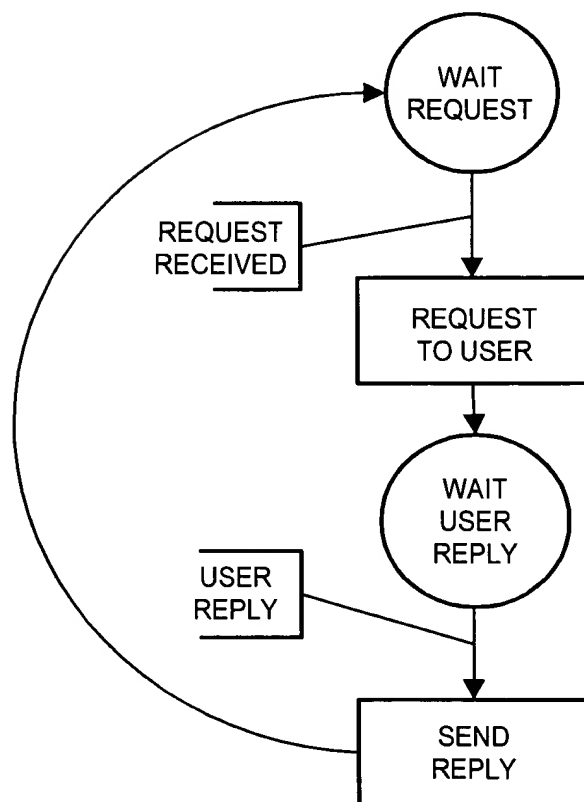 WAIT
REQUEST
REQUEST
RECEIVED
REQUEST
TO USER
WAIT
USER
REPLY
USER
REPLY
SEND
REPLY